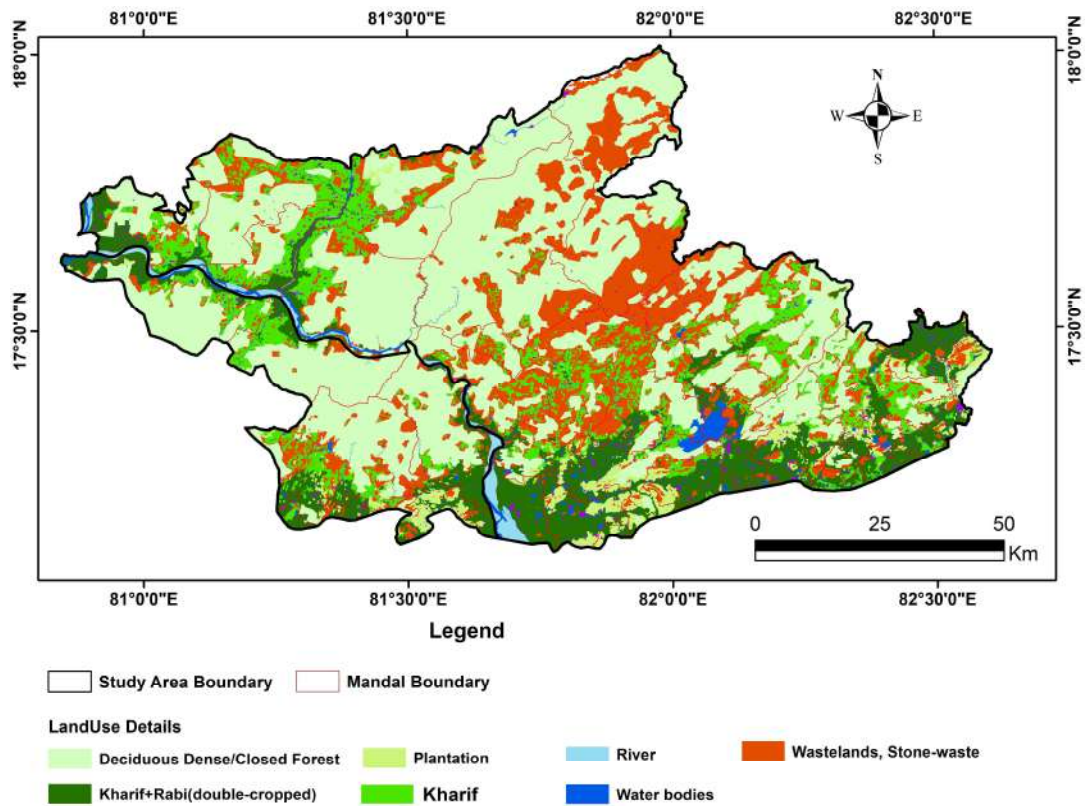 81°0'0"E 81°30'0"E 82°0'0"E 82°30'0"E
18°0'0"N 18°0'0"N
N
W E
S
17°30'0"N 17°30'0"N
0 25 50
Km
81°0'0"E 81°30'0"E 82°0'0"E 82°30'0"E
Legend
Study Area Boundary Mandal Boundary
LandUse Details
Deciduous Dense/Closed Forest Plantation River Wastelands, Stone-waste
Kharif+Rabi(double-cropped) Kharif Water bodies